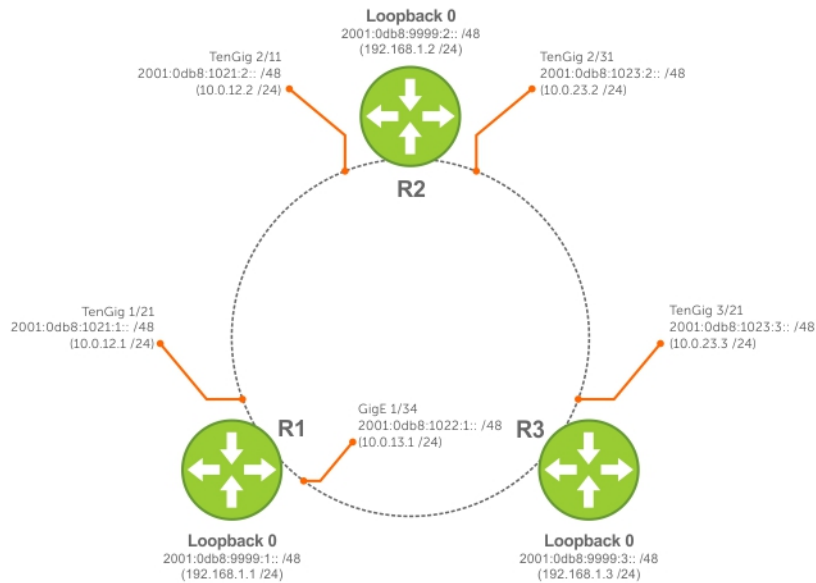 Loopback 0
2001:0db8:9999:2:: /48
(192.168.1.2 /24)
TenGig 2/11
2001:0db8:1021:2:: /48
(10.0.12.2 /24)
TenGig 2/31
2001:0db8:1023:2:: /48
(10.0.23.2 /24)
R2
TenGig 1/21
2001:0db8:1021:1:: /48
(10.0.12.1 /24)
TenGig 3/21
2001:0db8:1023:3:: /48
(10.0.23.3 /24)
GigE 1/34
2001:0db8:1022:1:: /48
(10.0.13.1 /24)
R1
R3
Loopback 0
2001:0db8:9999:1:: /48
(192.168.1.1 /24)
Loopback 0
2001:0db8:9999:3:: /48
(192.168.1.3 /24)